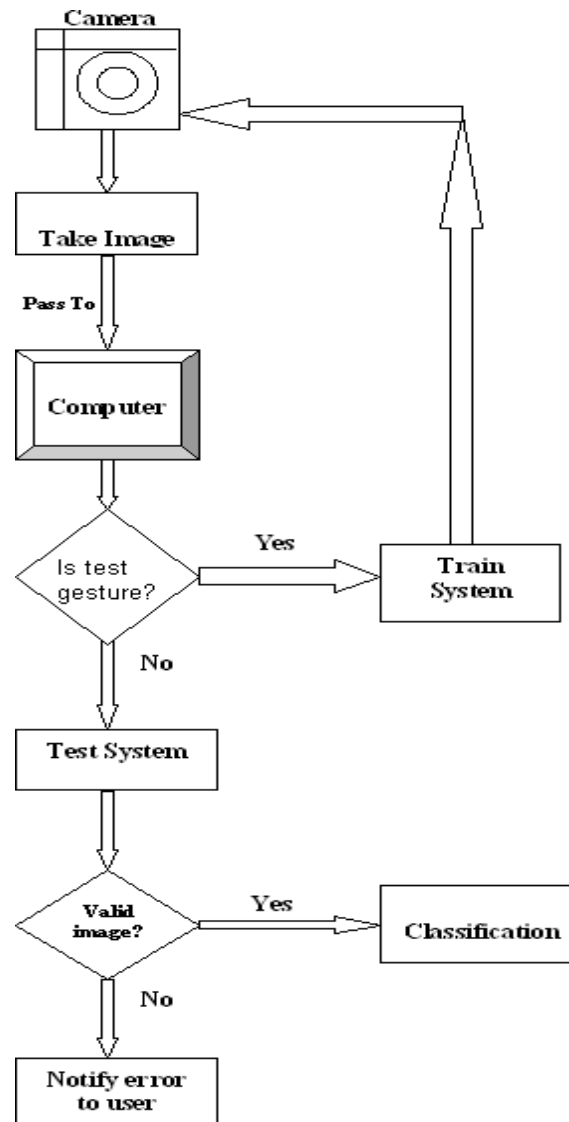 Camera
Take Image
Pass To
Computer
Is test
gesture?
Yes
Train
System
No
Test System
Valid
image?
Yes
Classification
No
Notify error
to user